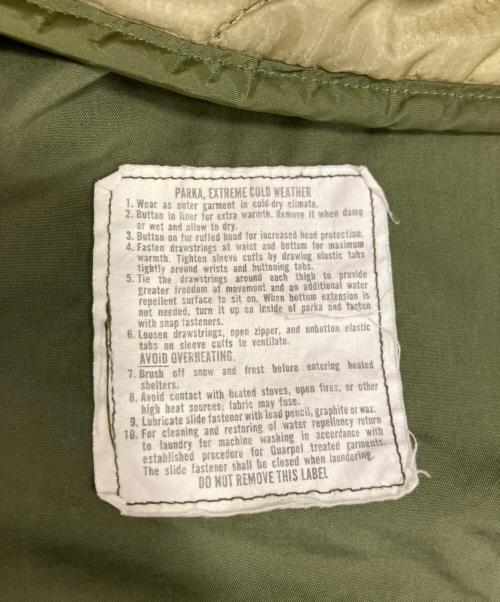 PARKA, EXTREME COLD WEATHER
1. Wear as outer garment in cold-dry climate.
2. Button in liner for extra warmth. Remove it when damp
or wet and allow to dry.
3. Button on fur ruffed hood for increased head protection.
4. Fasten drawstrings at waist and bottom for maximum
warmth. Tighten sleeve cuffs by drawing elastic tabs
tightly around wrists and buttoning tabs.
5. Tie the drawstrings around each thigh to provide
greater freedom of movement and an additional water
repellent surface to sit on. When bottom extension is
not needed, turn it up on inside of parka and fasten
with snap fasteners.
6. Loosen drawstrings, open zipper, and unbutton elastic
tabs on sleeve cuffs to ventilate.
AVOID OVERHEATING.
7. Brush off snow and frost before entering heated
shelters.
8. Avoid contact with heated stoves, open fires, or other
high heat sources; fabric may fuse.
9. Lubricate slide fastener with lead pencil, graphite or wax.
10. For cleaning and restoring of water repellency return
to laundry for machine washing in accordance with
established procedure for Quarpel treated garments.
The slide fastener shall be closed when laundering.
DO NOT REMOVE THIS LABEL